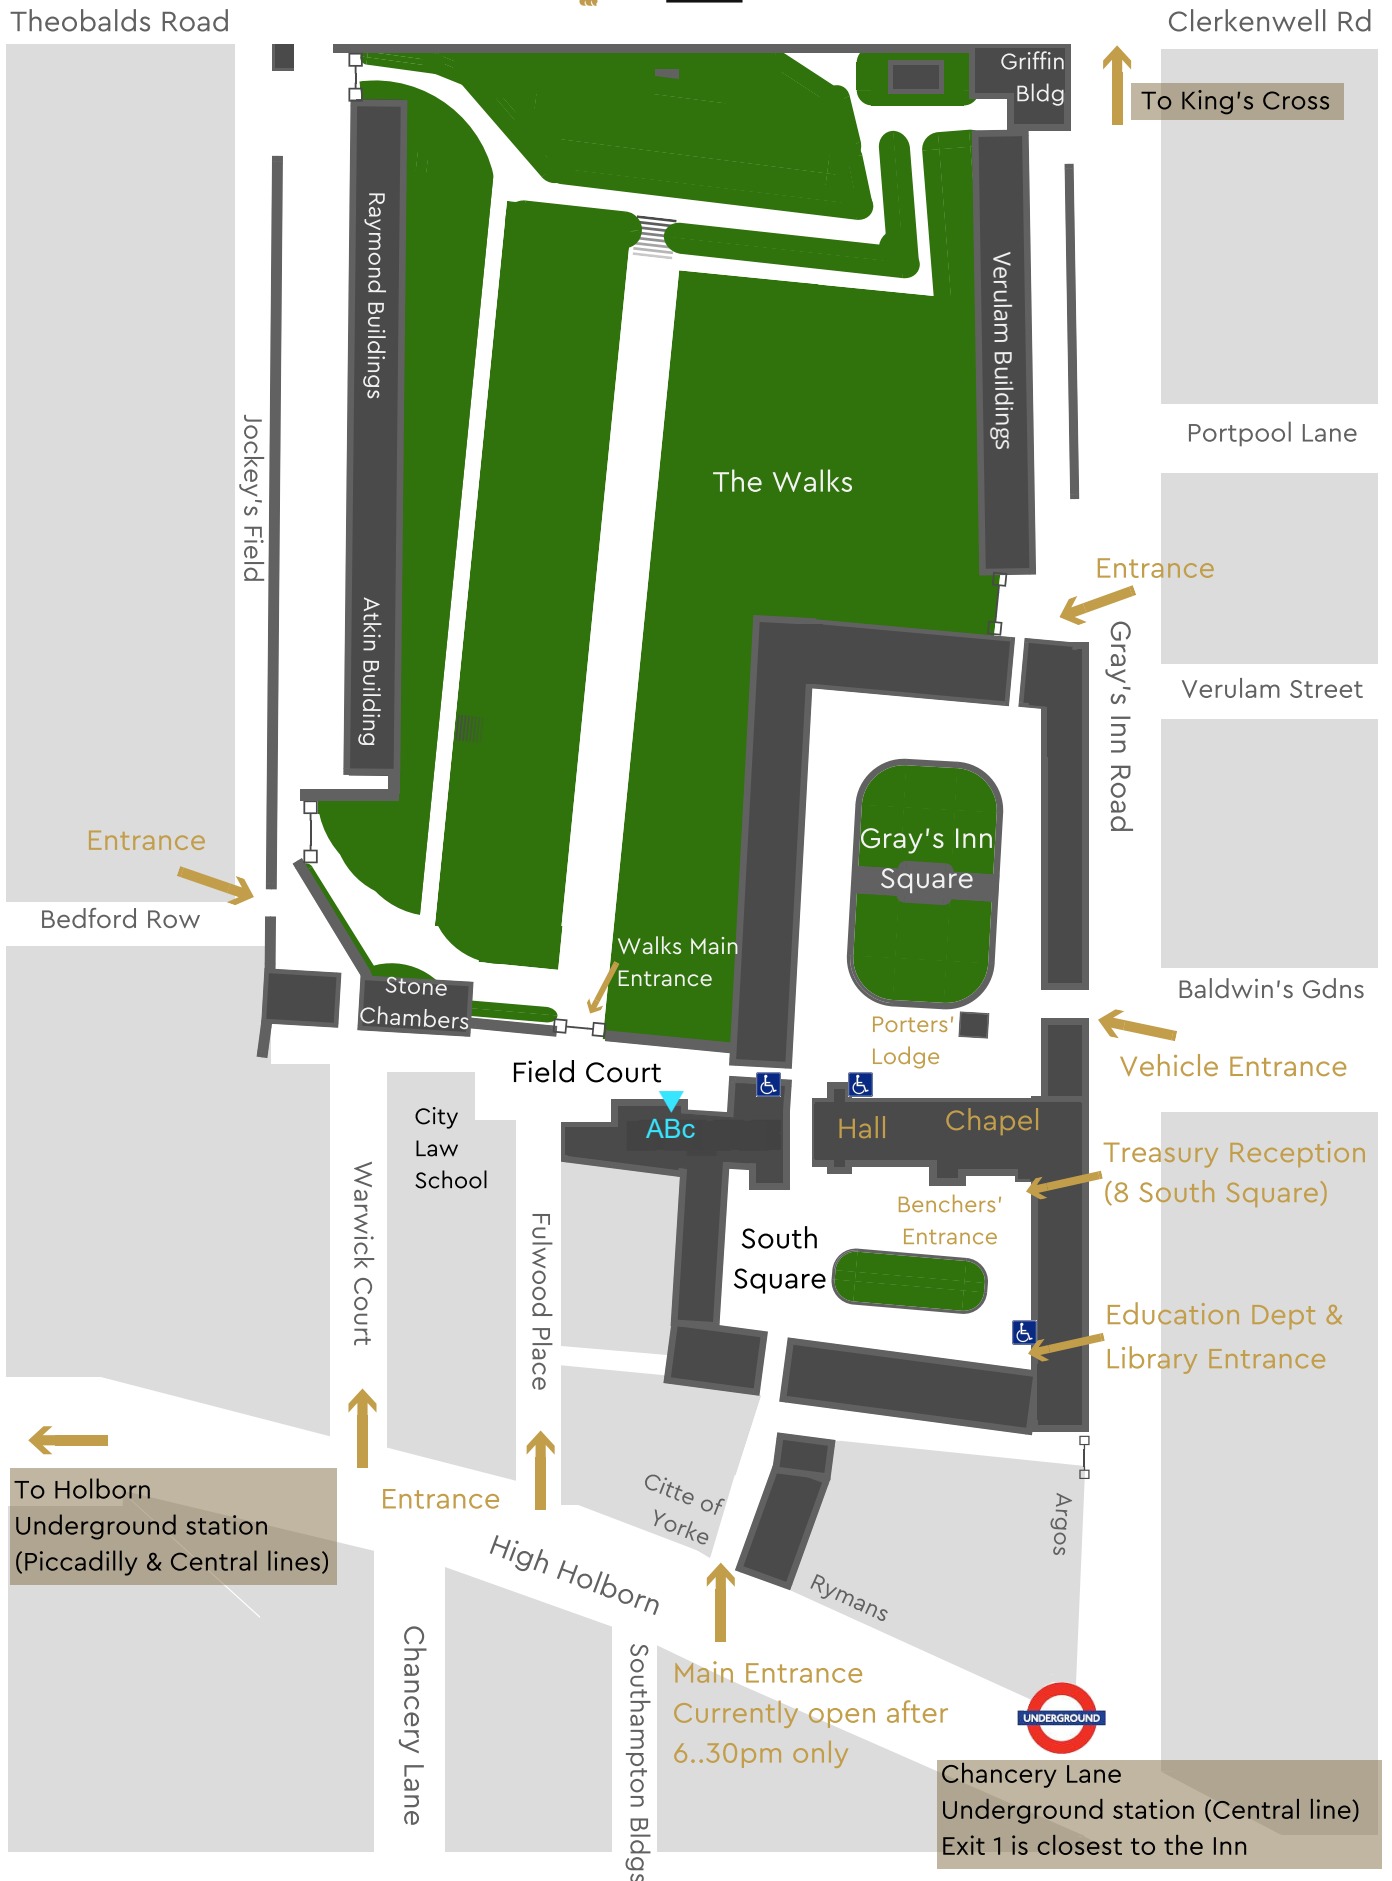 Theobalds Road
Clerkenwell Rd
Griffin
Bldg
To King's Cross
Raymond Buildings
Verulam Buildings
Jockey's Field
Portpool Lane
The Walks
Entrance
Atkin Building
Gray's Inn Road
Verulam Street
Entrance
Gray's Inn
Square
Bedford Row
Walks Main
Entrance
Stone
Chambers
Baldwin's Gdns
Porters'
Lodge
Field Court
Vehicle Entrance
City
Law
School
ABc
Hall
Chapel
Treasury Reception
(8 South Square)
Benchers'
Entrance
Warwick Court
Fulwood Place
South
Square
Education Dept &
Library Entrance
To Holborn
Underground station
(Piccadilly & Central lines)
Entrance
Citte of
Yorke
Argos
High Holborn
Rymans
Chancery Lane
Southampton Bldgs
Main Entrance
Currently open after
6..30pm only
UNDERGROUND
Chancery Lane
Underground station (Central line)
Exit 1 is closest to the Inn